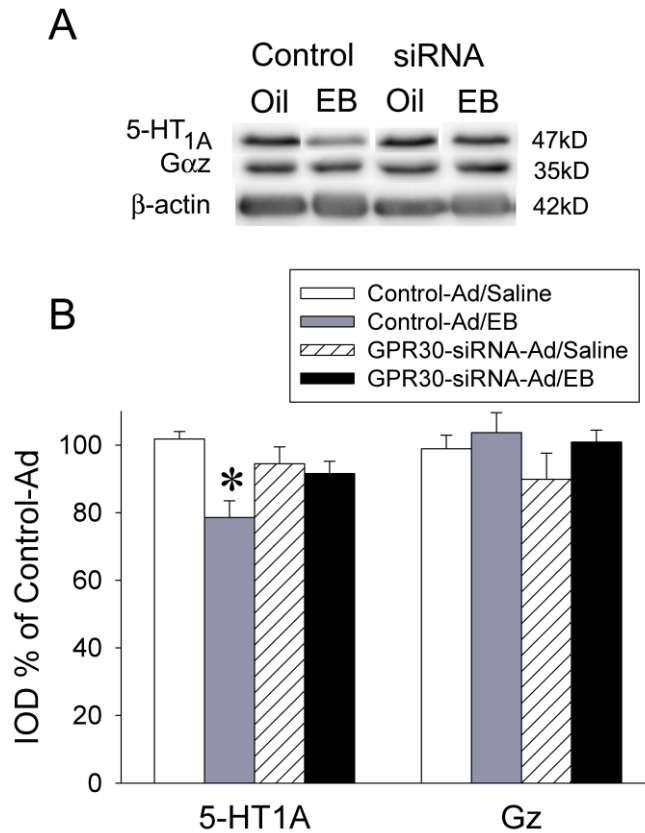 A
Control siRNA
Oil EB Oil EB
5-HT1A 47kD
Gαz 35kD
β-actin 42kD
B
Control-Ad/Saline
Control-Ad/EB
GPR30-siRNA-Ad/Saline
GPR30-siRNA-Ad/EB
IOD % of Control-Ad
100
80
60
40
20
0
*
5-HT1A Gz